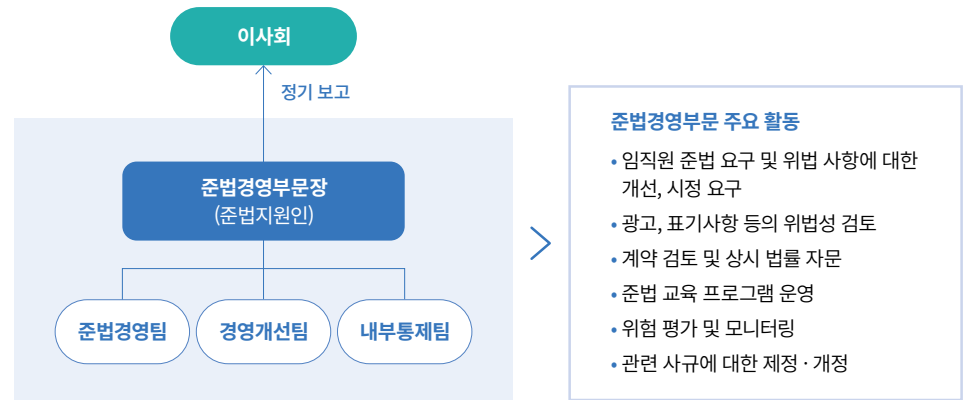 이사회
정기 보고
준법경영부문장
(준법지원인)
준법경영팀
경영개선팀
내부통제팀
준법경영부문 주요 활동
• 임직원 준법 요구 및 위법 사항에 대한
개선, 시정 요구
• 광고, 표기사항 등의 위법성 검토
• 계약 검토 및 상시 법률 자문
• 준법 교육 프로그램 운영
• 위험 평가 및 모니터링
• 관련 사규에 대한 제정 · 개정